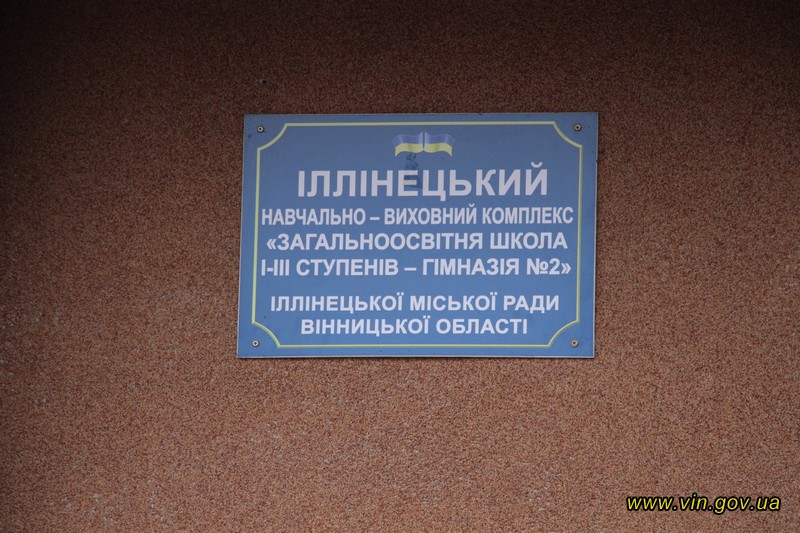 ІЛЛІНЕЦЬКИЙ
НАВЧАЛЬНО – ВИХОВНИЙ КОМПЛЕКС
«ЗАГАЛЬНООСВІТНЯ ШКОЛА
І-ІІІ СТУПЕНІВ – ГІМНАЗІЯ №2»
ІЛЛІНЕЦЬКОЇ МІСЬКОЇ РАДИ
ВІННИЦЬКОЇ ОБЛАСТІ
www.vin.gov.ua